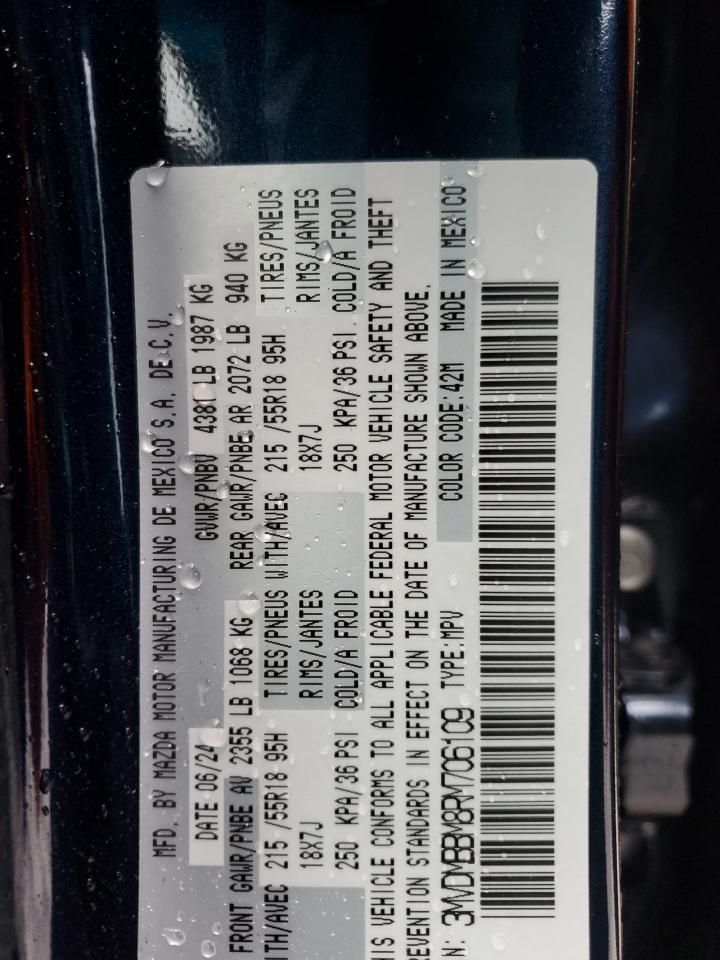 MFD. BY MAZDA MOTOR MANUFACTURING DE MEXICO S.A. DE C.V.
DATE 06/24 GVWR/PNBV 4381 LB 1987 KG
FRONT GAWR/PNBE AV 2355 LB 1068 KG REAR GAWR/PNBE AR 2072 LB 940 KG
ITH/AVEC 215 /55R18 95H TIRES/PNEUS WITH/AVEC 215 /55R18 95H TIRES/PNEUS
18X7J RIMS/JANTES 18X7J RIMS/JANTES
250 KPA/36 PSI COLD/A FROID 250 KPA/36 PSI. COLD/A FROID
IS VEHICLE CONFORMS TO ALL APPLICABLE FEDERAL MOTOR VEHICLE SAFETY AND THEFT
REVENTION STANDARDS IN EFFECT ON THE DATE OF MANUFACTURE SHOWN ABOVE.
N: 3MVDMBBM8RM706109 TYPE:MPV COLOR CODE:42M MADE IN MEXICO